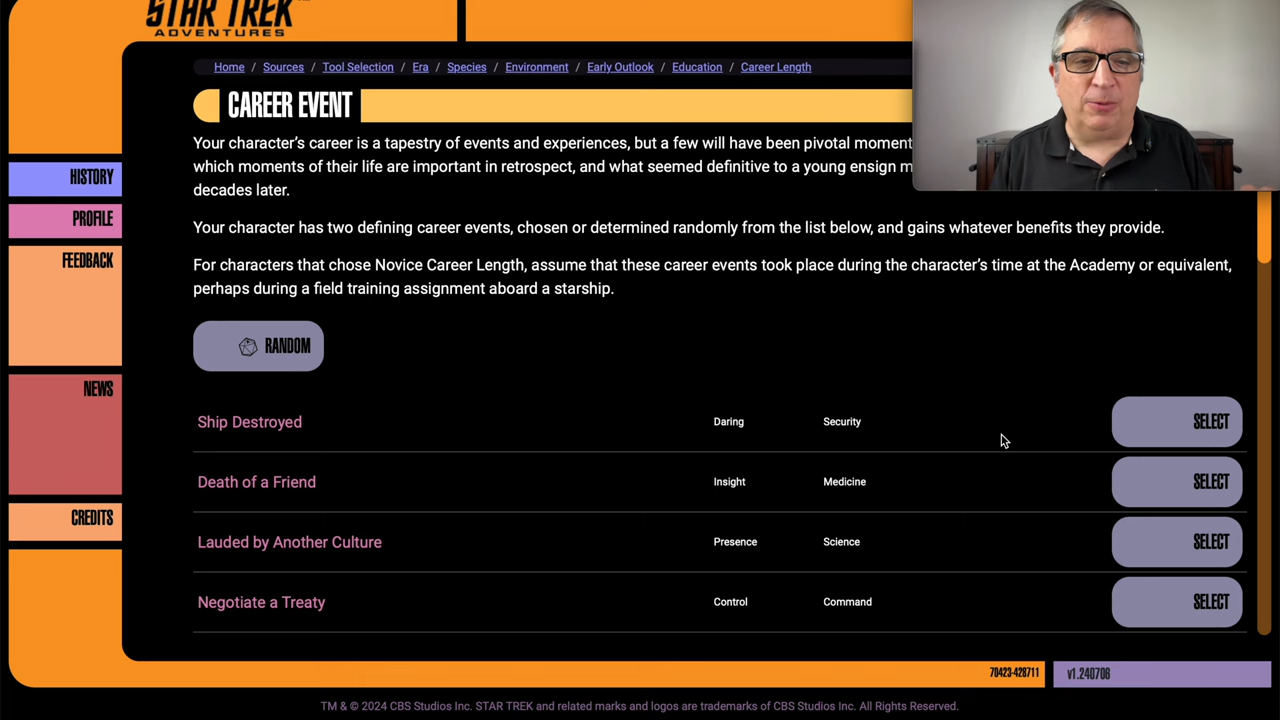 STAR TREK
ADVENTURES
Home / Sources / Tool Selection / Era / Species / Environment / Early Outlook / Education / Career Length
CAREER EVENT
Your character's career is a tapestry of events and experiences, but a few will have been pivotal
which moments of their life are important in retrospect, and what seemed definitive to a young ensign
decades later.
Your character has two defining career events, chosen or determined randomly from the list below, and gains whatever benefits they provide.
For characters that chose Novice Career Length, assume that these career events took place during the character's time at the Academy or equivalent,
perhaps during a field training assignment aboard a starship.
HISTORY
PROFILE
FEEDBACK
NEWS
CREDITS
RANDOM
Ship Destroyed Daring Security SELECT
Death of a Friend Insight Medicine SELECT
Lauded by Another Culture Presence Science SELECT
Negotiate a Treaty Control Command SELECT
70423-428711 v1.240706
TM & © 2024 CBS Studios Inc. STAR TREK and related marks and logos are trademarks of CBS Studios Inc. All Rights Reserved.